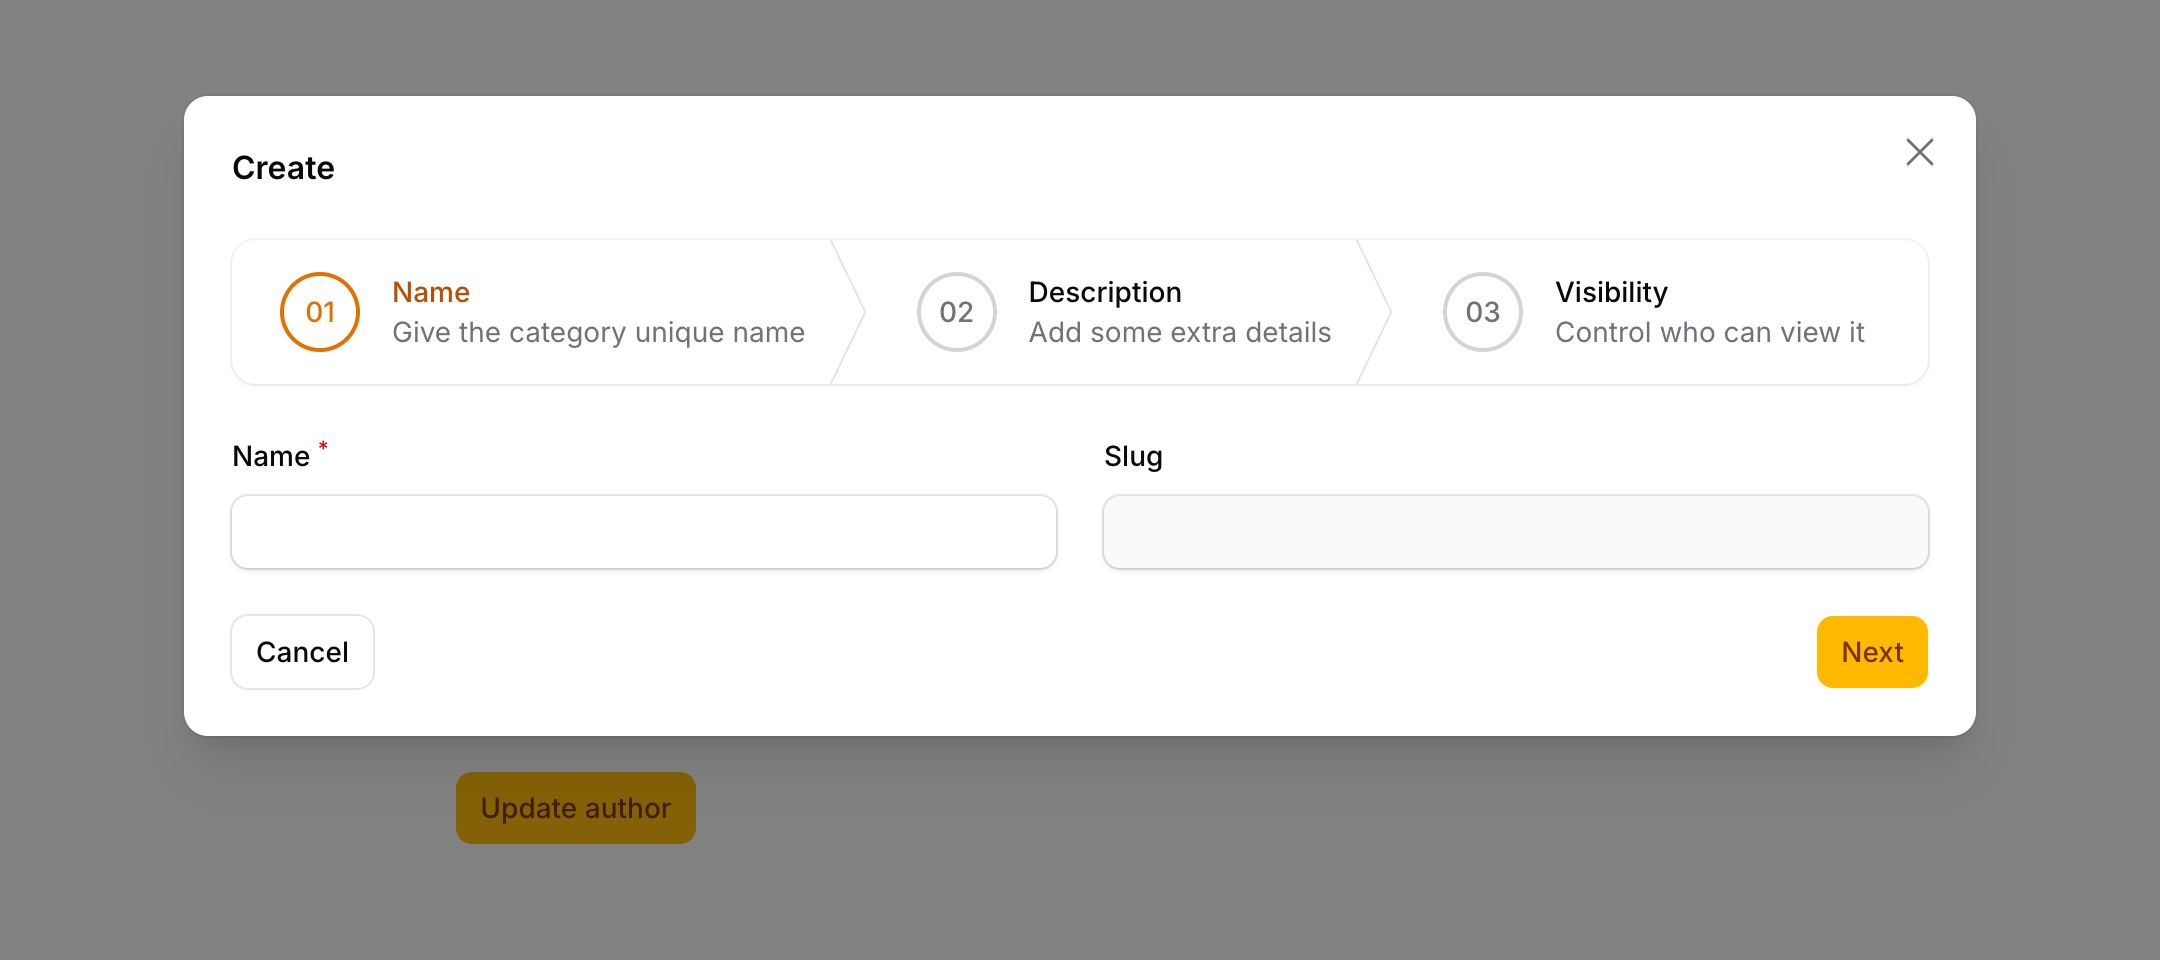 Create
01
Name
Give the category unique name
02
Description
Add some extra details
03
Visibility
Control who can view it
Name *
Slug
Cancel
Next
Update author